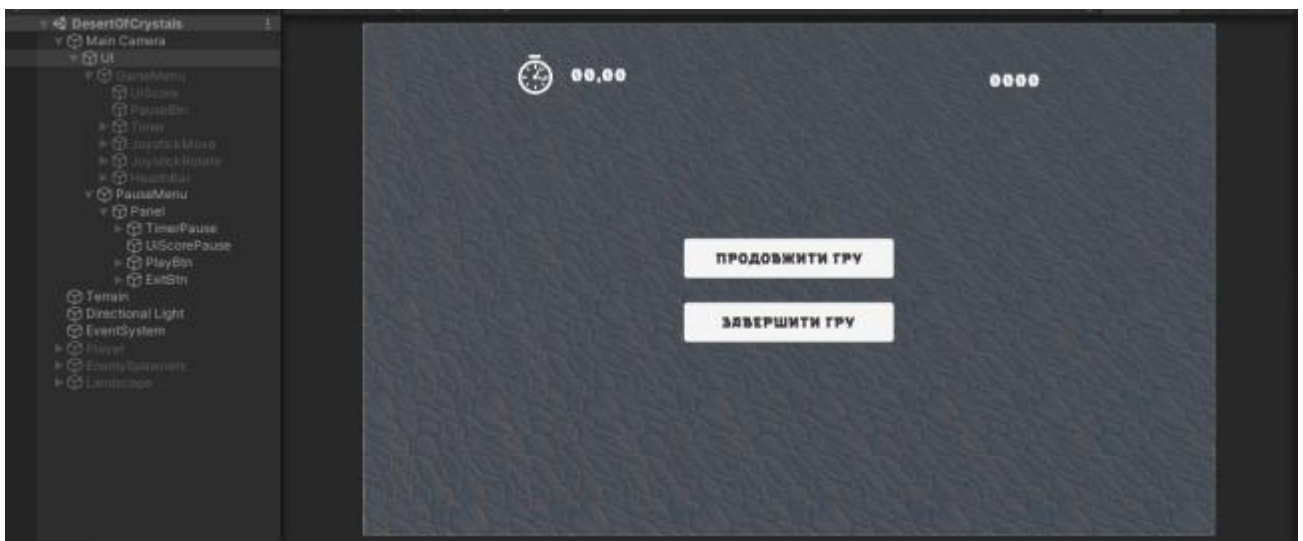 DesertOfCrystals
Main Camera
UI
GameMenu
UIScore
PauseBtn
Timer
JoystickMove
JoystickRotate
HealthBar
PauseMenu
Panel
TimerPause
UIScorePause
PlayBtn
ExitBtn
Terrain
Directional Light
EventSystem
Player
EnemySpawners
Landscape
00,00
0000
ПРОДОВЖИТИ ГРУ
ЗАВЕРШИТИ ГРУ